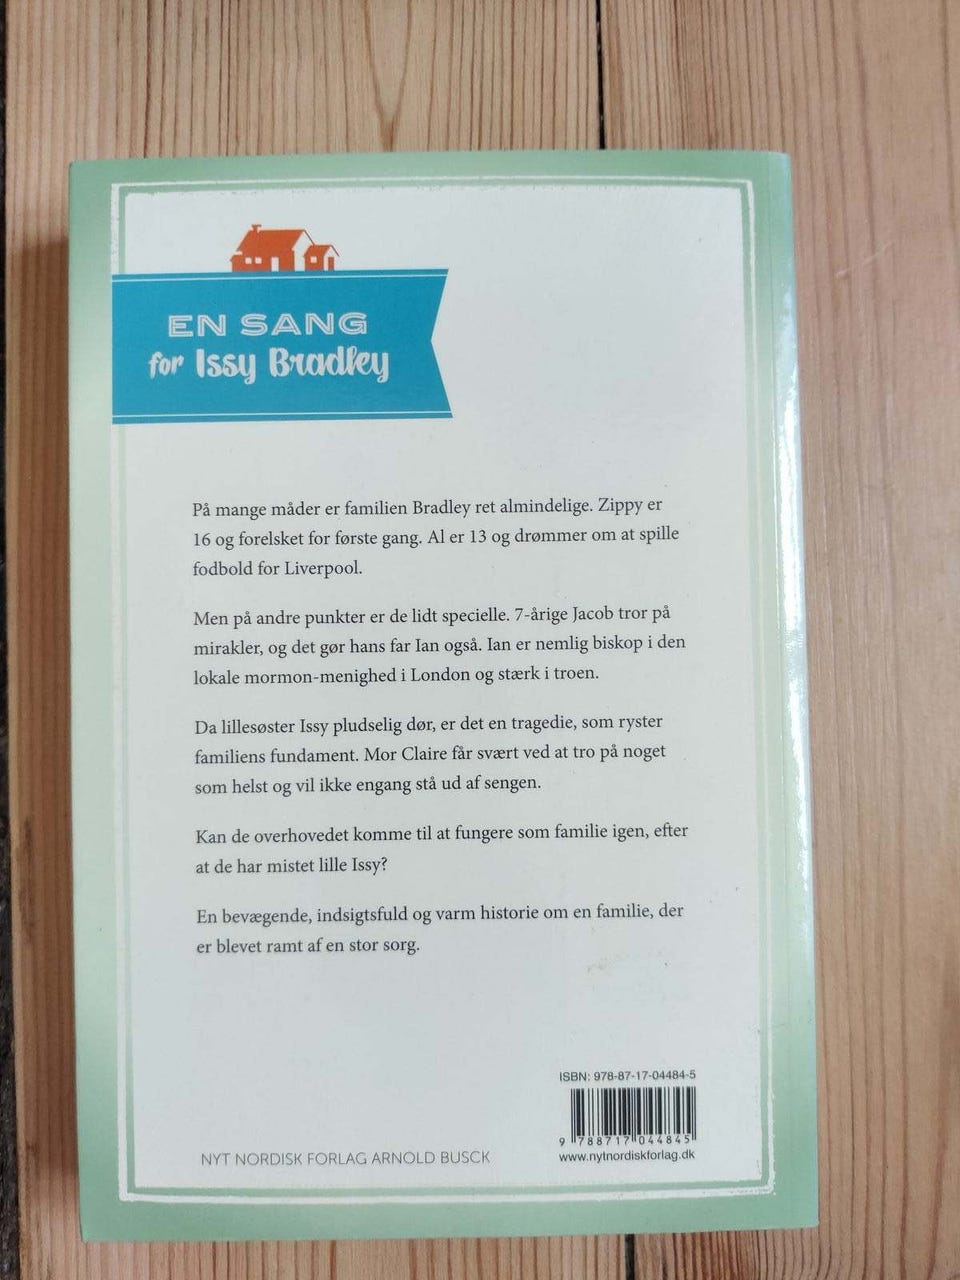 EN SANG
for Issy Bradley
På mange måder er familien Bradley ret almindelige. Zippy er
16 og forelsket for første gang. Al er 13 og drømmer om at spille
fodbold for Liverpool.
Men på andre punkter er de lidt specielle. 7-årige Jacob tror på
mirakler, og det gør hans far Ian også. Ian er nemlig biskop i den
lokale mormon-menighed i London og stærk i troen.
Da lillesøster Issy pludselig dør, er det en tragedie, som ryster
familiens fundament. Mor Claire får svært ved at tro på noget
som helst og vil ikke engang stå ud af sengen.
Kan de overhovedet komme til at fungere som familie igen, efter
at de har mistet lille Issy?
En bevægende, indsigtsfuld og varm historie om en familie, der
er blevet ramt af en stor sorg.
ISBN: 978-87-17-04484-5
9 788717 044845
www.nytnordiskforlag.dk
NYT NORDISK FORLAG ARNOLD BUSCK